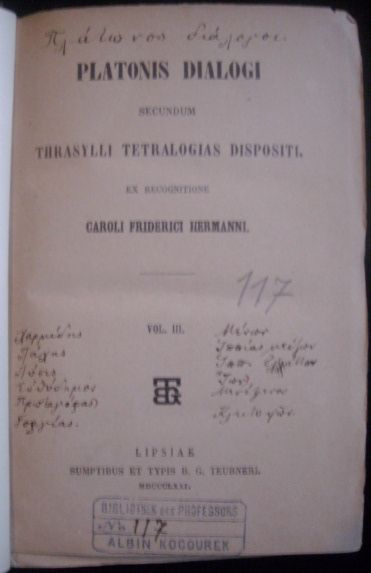 Πλάτωνος διάλογοι.
PLATONIS DIALOGI
SECUNDUM
THRASYLLI TETRALOGIAS DISPOSITI.
EX RECOGNITIONE
CAROLI FRIDERICI HERMANNI.
117
VOL. III.
Χαρμίδης
Λάχης
Λύσις
Εὐθύδημος
Πρωταγόρας
Γοργίας.
Μένων
Ἱππίας μείζων
Ἱππ.
Ἴων
Μενέξενος
Κλειτοφῶν.
BTG
LIPSIAE
SUMPTIBUS ET TYPIS B. G. TEUBNERI.
MDCCCLXXI.
BIBLIOTHEK DES PROFESSORS
No. 117
ALBIN KOCOUREK